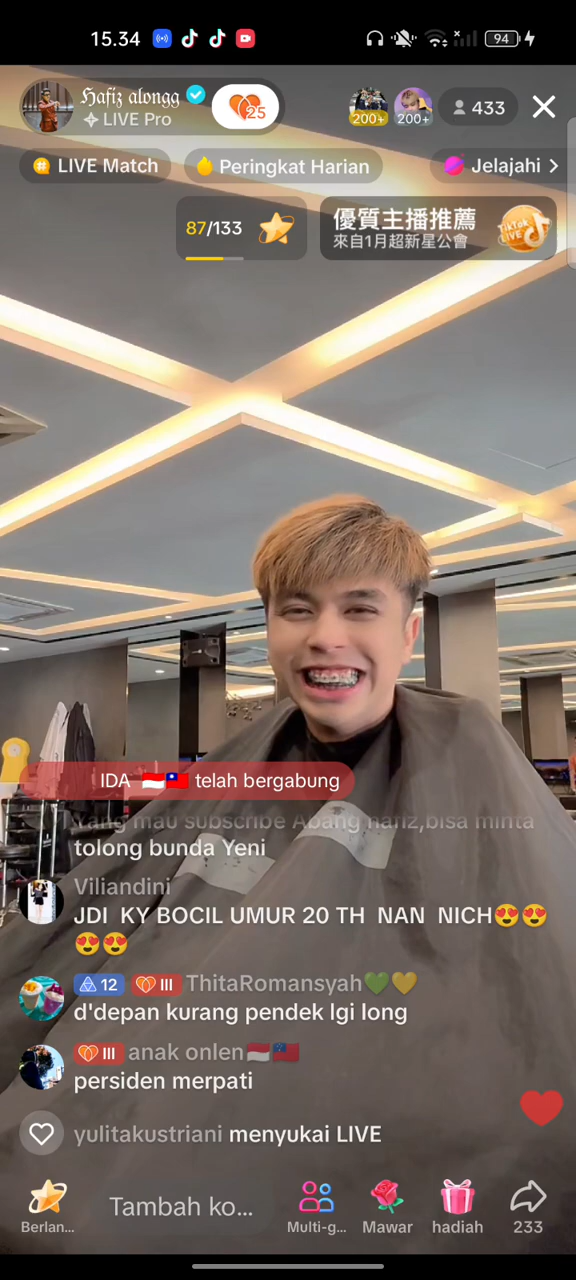 15.34
94
Hafiz alongg
LIVE Pro
25
200+
200+
433
LIVE Match
Peringkat Harian
Jelajahi
87/133
優質主播推薦
來自1月超新星公會
TikTok
LIVE
IDA 🇮🇩🇹🇼 telah bergabung
Yang mau subscribe Abang hafiz,bisa minta
tolong bunda Yeni
Viliandini
JDI KY BOCIL UMUR 20 TH NAN NICH😍😍
😍😍
12 III ThitaRomansyah💚💛
d'depan kurang pendek lgi long
III anak onlen🇮🇩🇹🇼
persiden merpati
yulitakustriani menyukai LIVE
Berlan...
Tambah ko...
Multi-g...
Mawar
hadiah
233